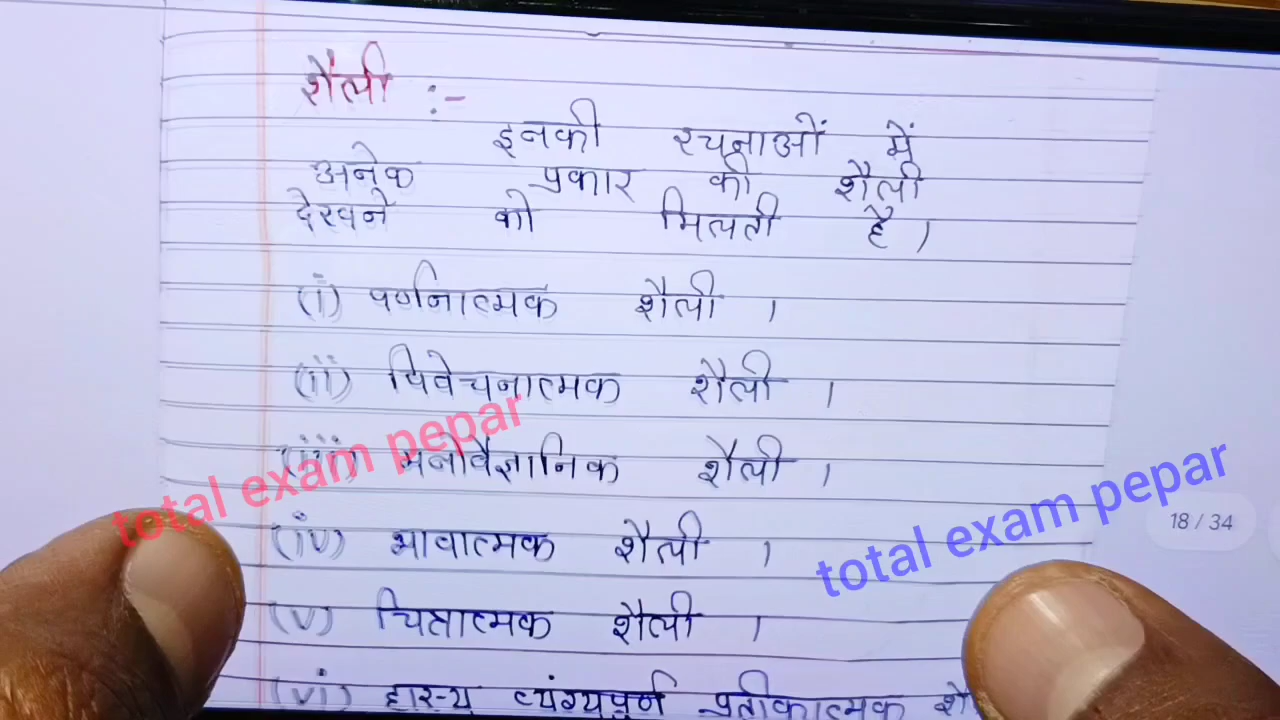 शैली :-
इनकी रचनाओं में
अनेक प्रकार की शैली
देखने को मिलती है।
(i) वर्णनात्मक शैली ।
(ii) विवेचनात्मक शैली ।
(iii) मनोवैज्ञानिक शैली ।
(iv) भावात्मक शैली ।
(v) चित्रात्मक शैली ।
(vi) हास्य व्यंग्यपूर्ण प्रतीकात्मक
total exam pepar
total exam pepar
18 / 34